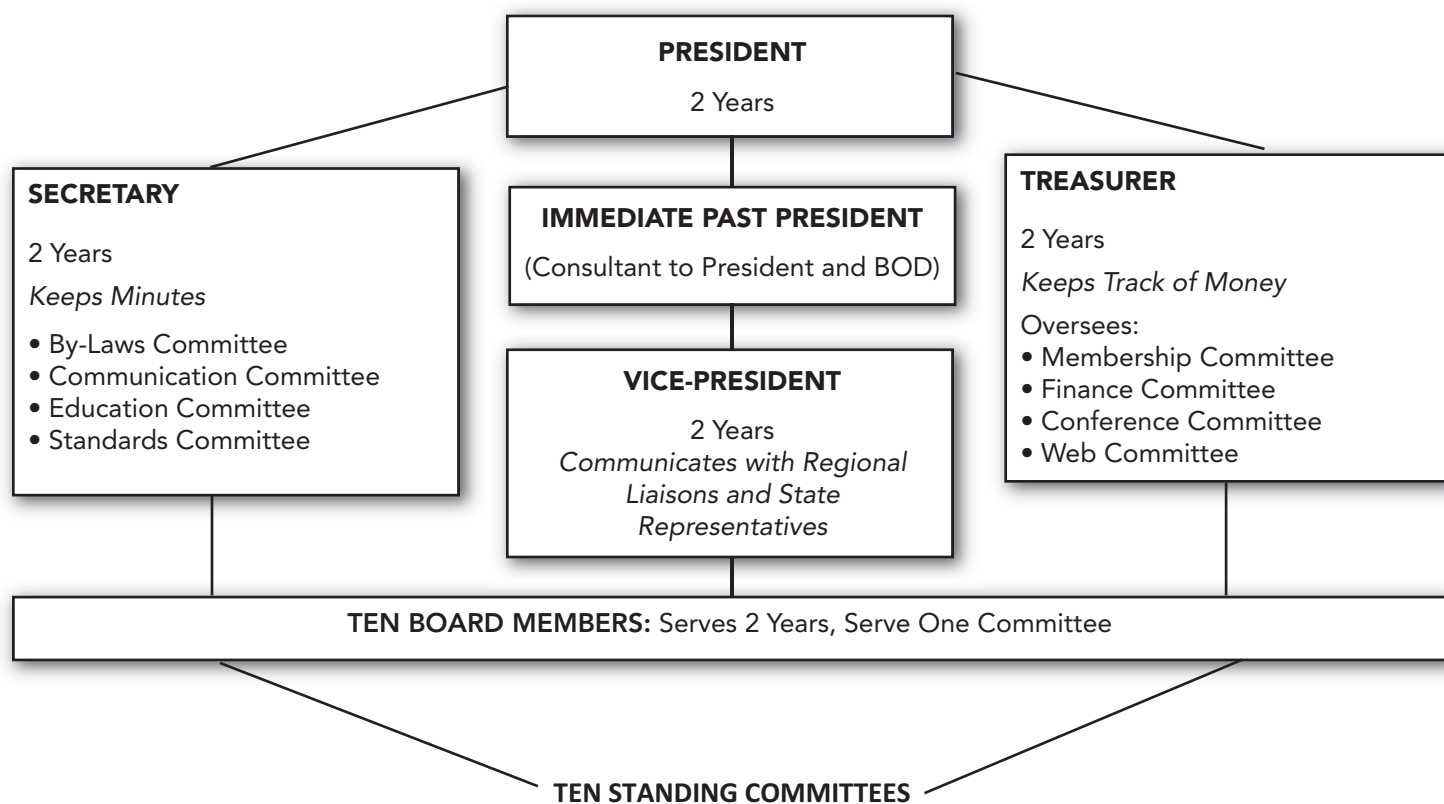 PRESIDENT
2 Years
SECRETARY
2 Years
Keeps Minutes
• By-Laws Committee
• Communication Committee
• Education Committee
• Standards Committee
IMMEDIATE PAST PRESIDENT
(Consultant to President and BOD)
VICE-PRESIDENT
2 Years
Communicates with Regional
Liaisons and State
Representatives
TREASURER
2 Years
Keeps Track of Money
Oversees:
• Membership Committee
• Finance Committee
• Conference Committee
• Web Committee
TEN BOARD MEMBERS: Serves 2 Years, Serve One Committee
TEN STANDING COMMITTEES